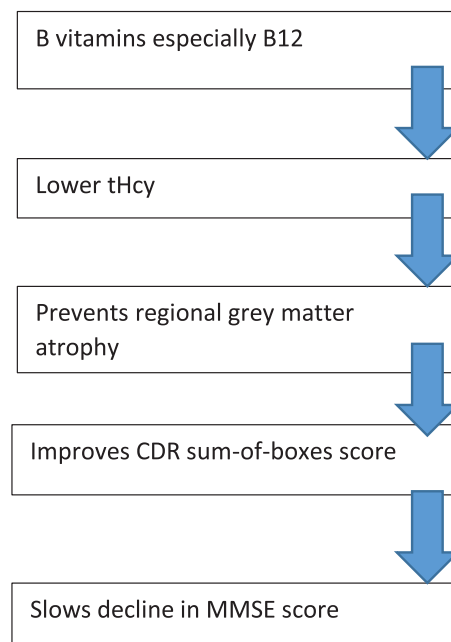 B vitamins especially B12
Lower tHcy
Prevents regional grey matter
atrophy
Improves CDR sum-of-boxes score
Slows decline in MMSE score